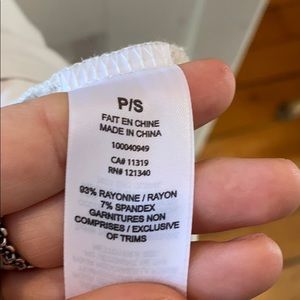 P/S
FAIT EN CHINE
MADE IN CHINA
100040949
CA# 11319
RN# 121340
93% RAYONNE / RAYON
7% SPANDEX
GARNITURES NON
COMPRISES / EXCLUSIVE
OF TRIMS